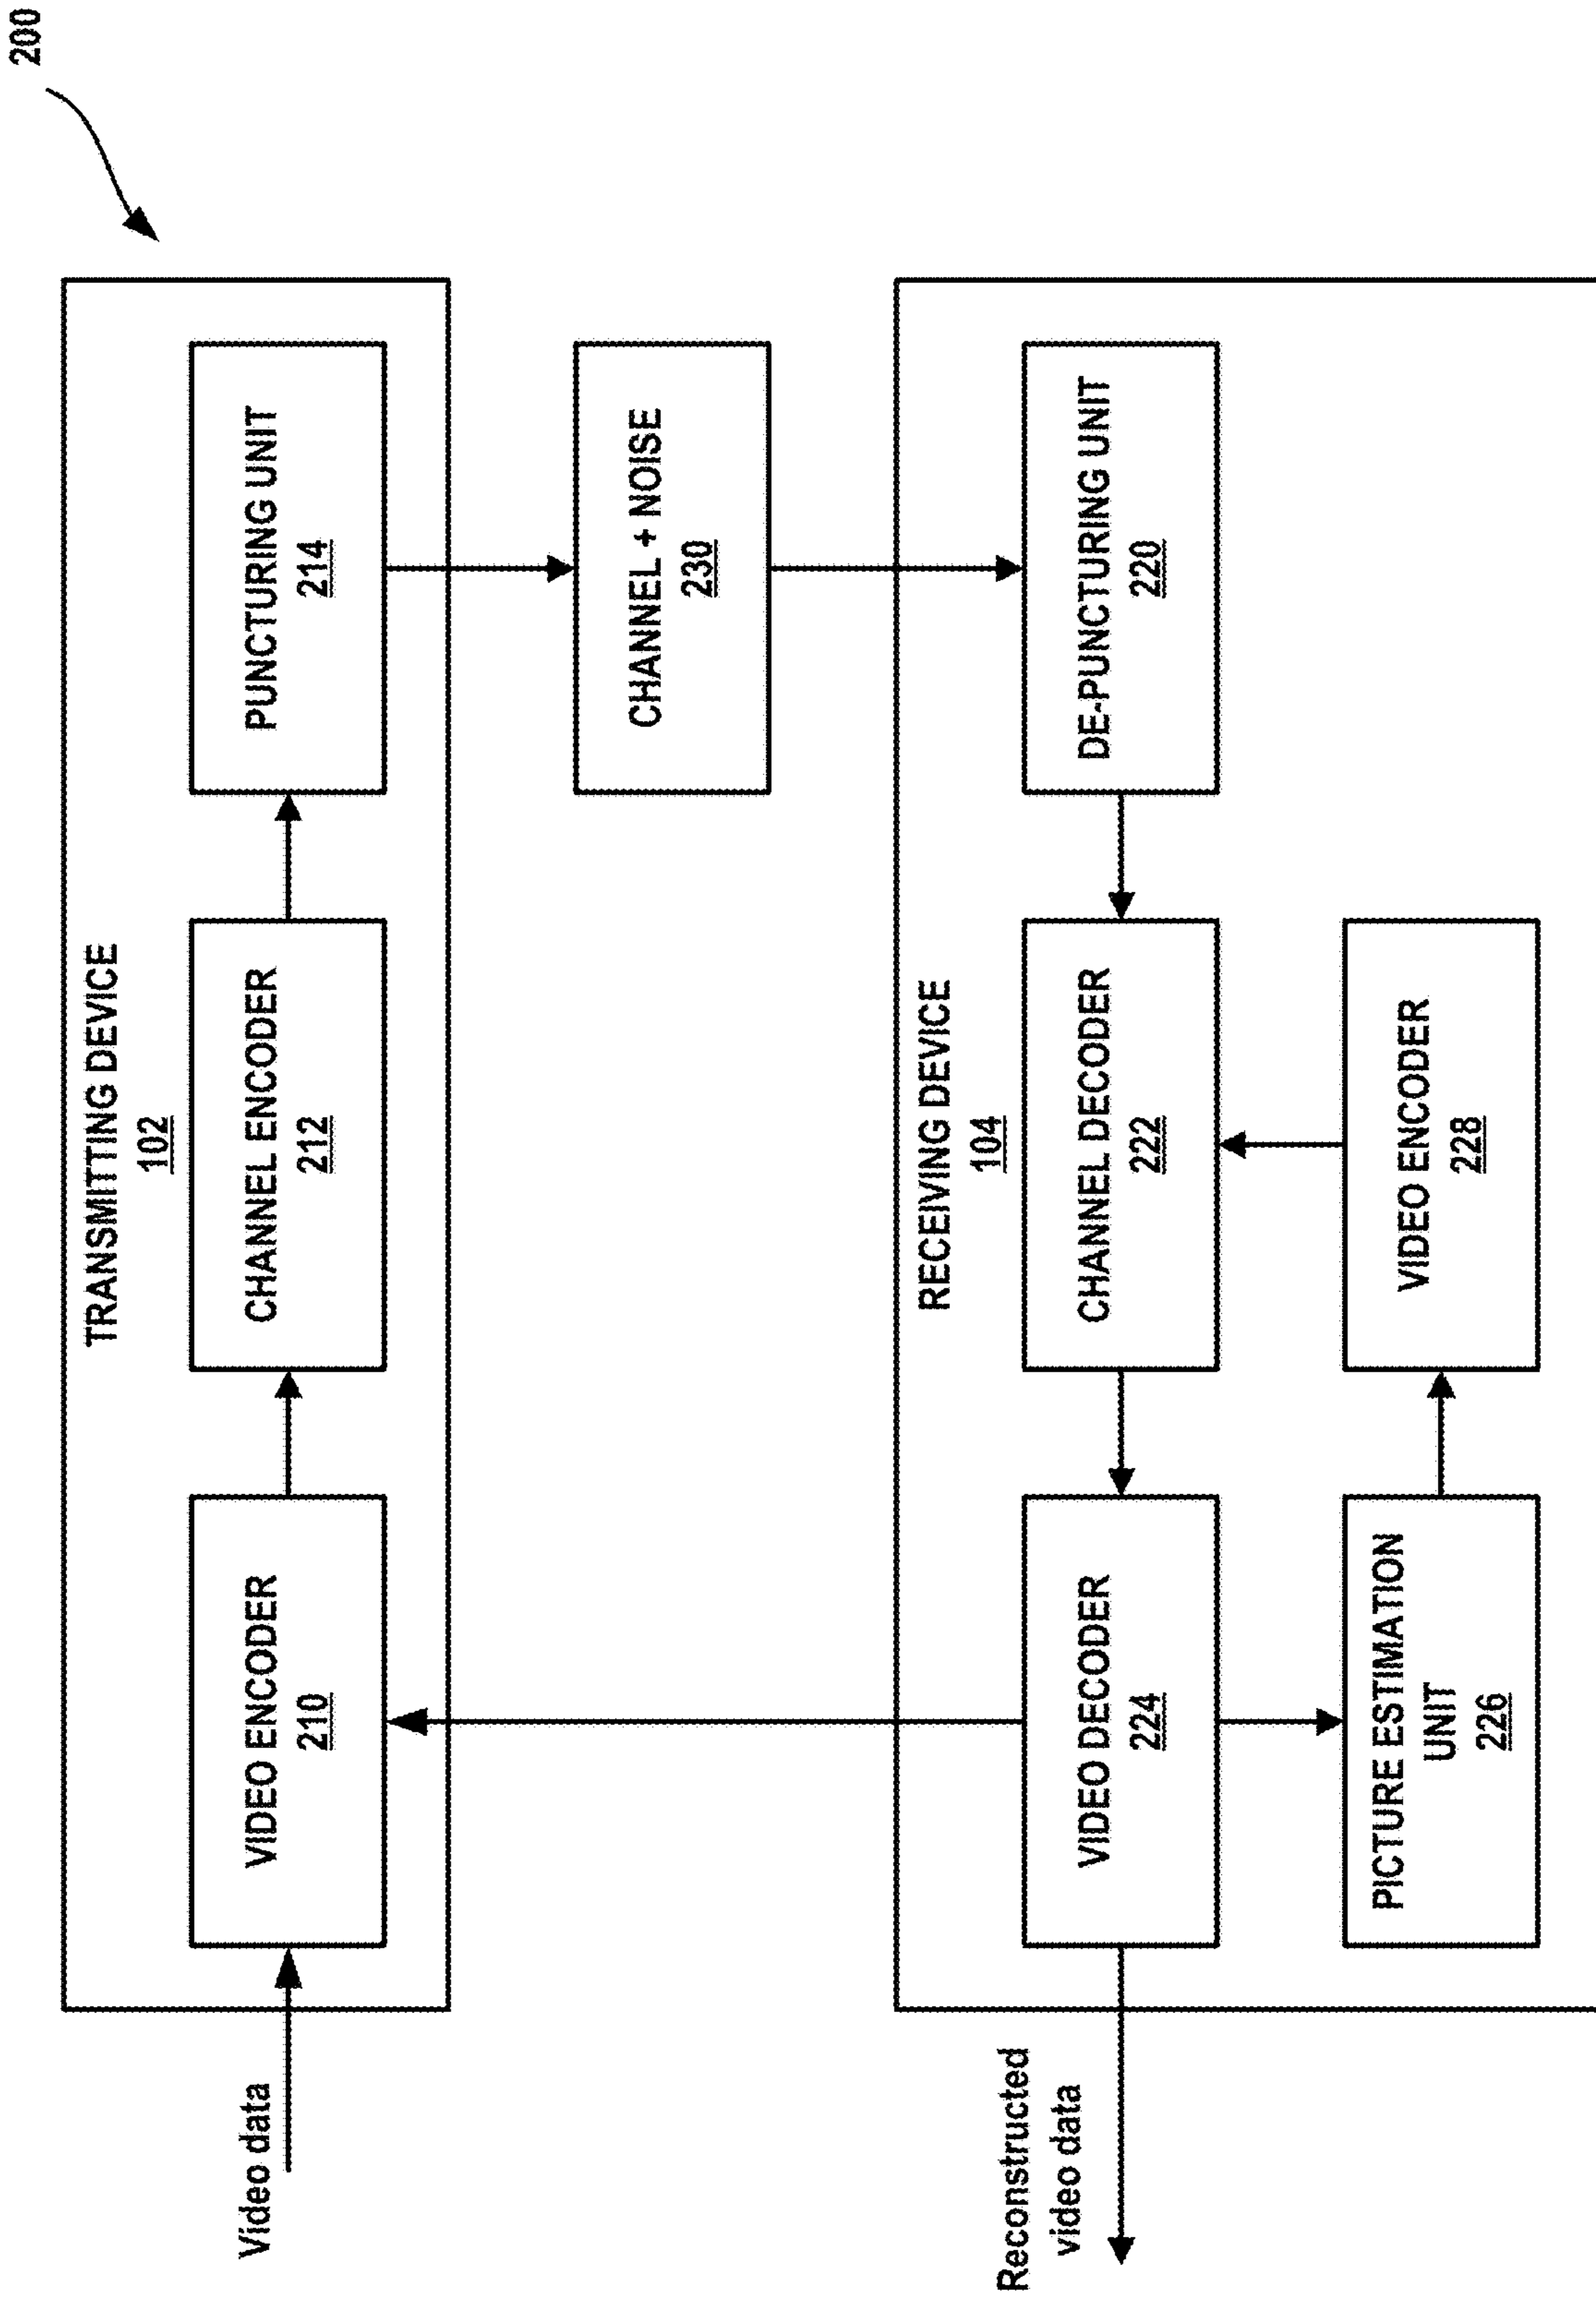 200
TRANSMITTING DEVICE
102
VIDEO ENCODER
210
CHANNEL ENCODER
212
PUNCTURING UNIT
214
Video data
CHANNEL + NOISE
230
RECEIVING DEVICE
104
Reconstructed
video data
VIDEO DECODER
224
CHANNEL DECODER
222
DE-PUNCTURING UNIT
220
PICTURE ESTIMATION
UNIT
226
VIDEO ENCODER
228